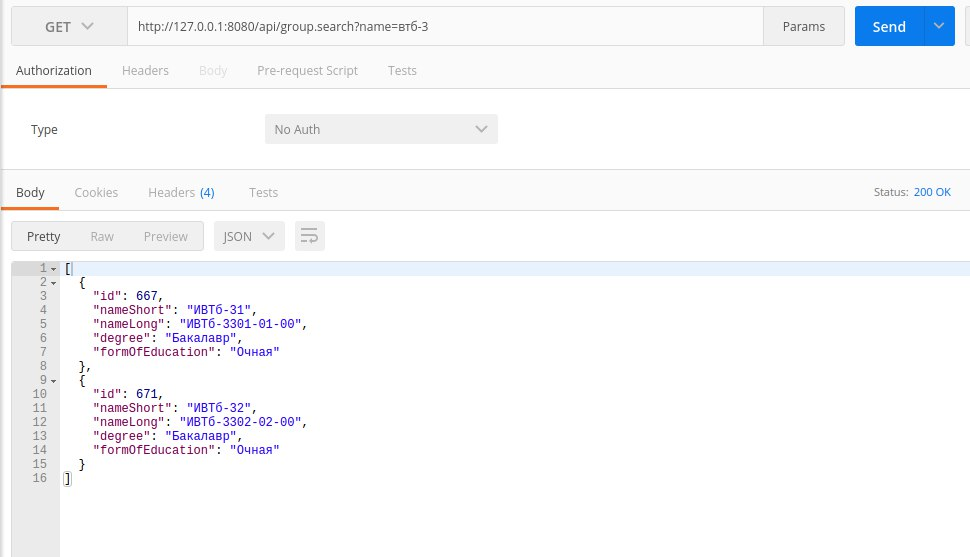 GET http://127.0.0.1:8080/api/group.search?name=втб-3 Params Send
Authorization Headers Body Pre-request Script Tests
Type No Auth
Body Cookies Headers (4) Tests Status: 200 OK
Pretty Raw Preview JSON
1 [
2 {
3 "id": 667,
4 "nameShort": "ИВТб-31",
5 "nameLong": "ИВТб-3301-01-00",
6 "degree": "Бакалавр",
7 "formOfEducation": "Очная"
8 },
9 {
10 "id": 671,
11 "nameShort": "ИВТб-32",
12 "nameLong": "ИВТб-3302-02-00",
13 "degree": "Бакалавр",
14 "formOfEducation": "Очная"
15 }
16 ]